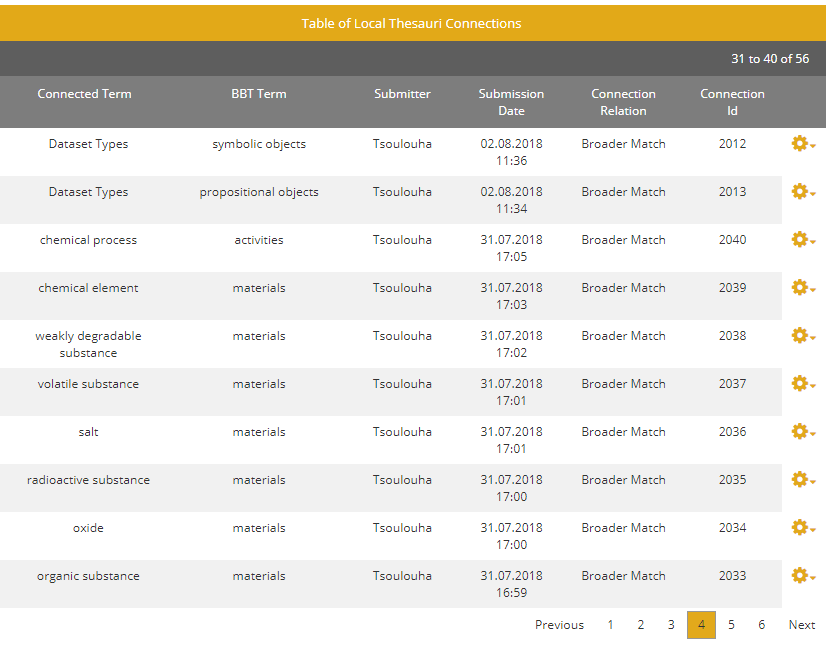 Table of Local Thesauri Connections
31 to 40 of 56
Connected Term BBT Term Submitter Submission Date Connection Relation Connection Id
Dataset Types symbolic objects Tsoulouha 02.08.2018 11:36 Broader Match 2012
Dataset Types propositional objects Tsoulouha 02.08.2018 11:34 Broader Match 2013
chemical process activities Tsoulouha 31.07.2018 17:05 Broader Match 2040
chemical element materials Tsoulouha 31.07.2018 17:03 Broader Match 2039
weakly degradable substance materials Tsoulouha 31.07.2018 17:02 Broader Match 2038
volatile substance materials Tsoulouha 31.07.2018 17:01 Broader Match 2037
salt materials Tsoulouha 31.07.2018 17:01 Broader Match 2036
radioactive substance materials Tsoulouha 31.07.2018 17:00 Broader Match 2035
oxide materials Tsoulouha 31.07.2018 17:00 Broader Match 2034
organic substance materials Tsoulouha 31.07.2018 16:59 Broader Match 2033
Previous 1 2 3 4 5 6 Next